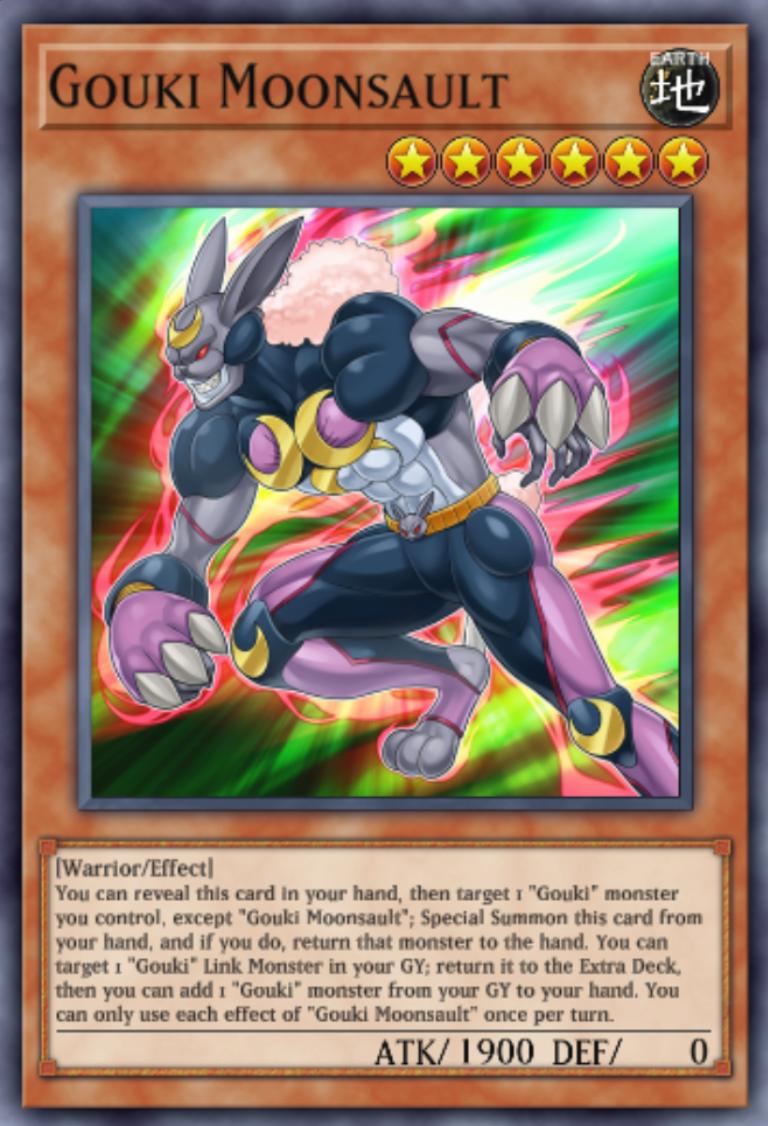 GOUKI MOONSAULT
EARTH
地
[Warrior/Effect]
You can reveal this card in your hand, then target 1 "Gouki" monster
you control, except "Gouki Moonsault"; Special Summon this card from
your hand, and if you do, return that monster to the hand. You can
target 1 "Gouki" Link Monster in your GY; return it to the Extra Deck,
then you can add 1 "Gouki" monster from your GY to your hand. You
can only use each effect of "Gouki Moonsault" once per turn.
ATK/ 1900 DEF/ 0